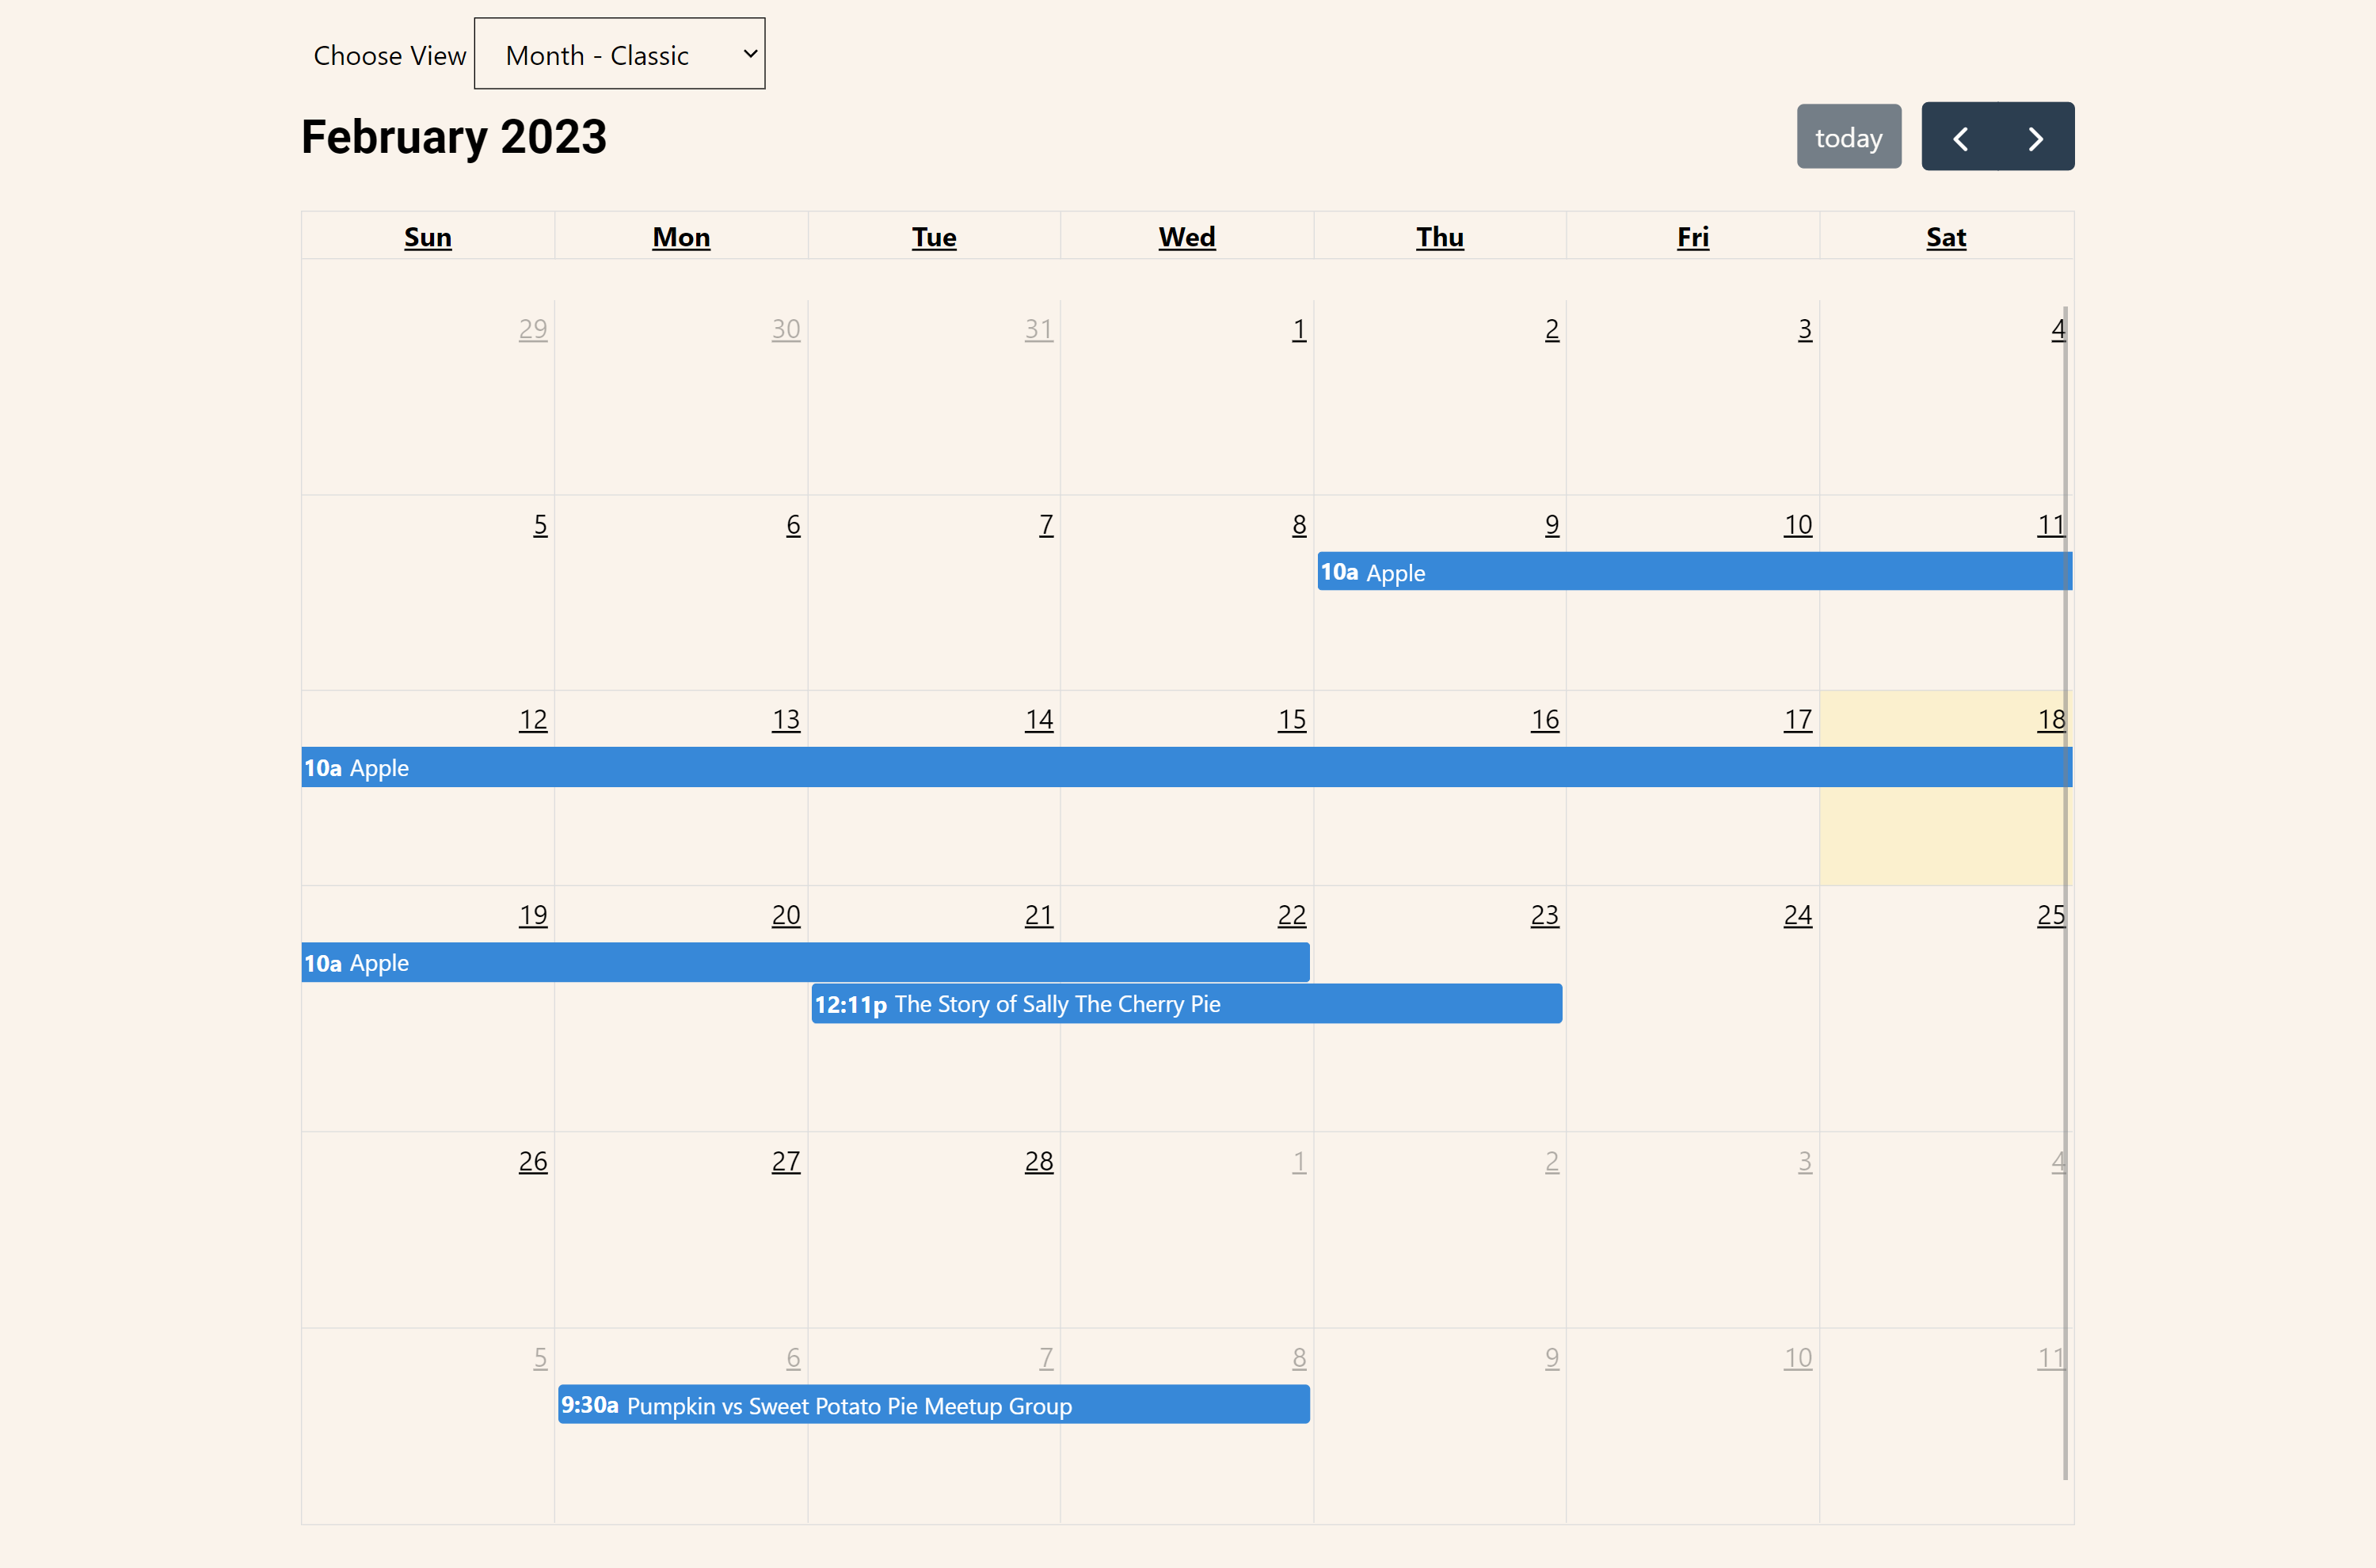 Choose View Month - Classic
February 2023 today
Sun Mon Tue Wed Thu Fri Sat
29 30 31 1 2 3 4
5 6 7 8 9 10 11
10a Apple
12 13 14 15 16 17 18
10a Apple
19 20 21 22 23 24 25
10a Apple
12:11p The Story of Sally The Cherry Pie
26 27 28 1 2 3 4
5 6 7 8 9 10 11
9:30a Pumpkin vs Sweet Potato Pie Meetup Group